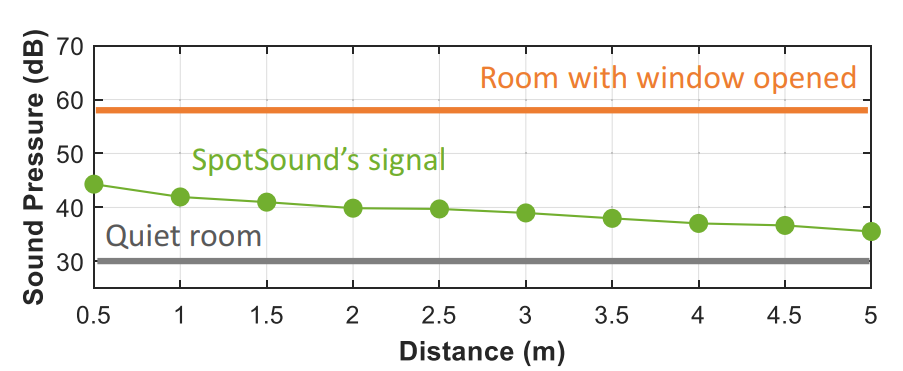 Sound Pressure (dB)
70
60
50
40
30
Room with window opened
SpotSound's signal
Quiet room
0.5 1 1.5 2 2.5 3 3.5 4 4.5 5
Distance (m)